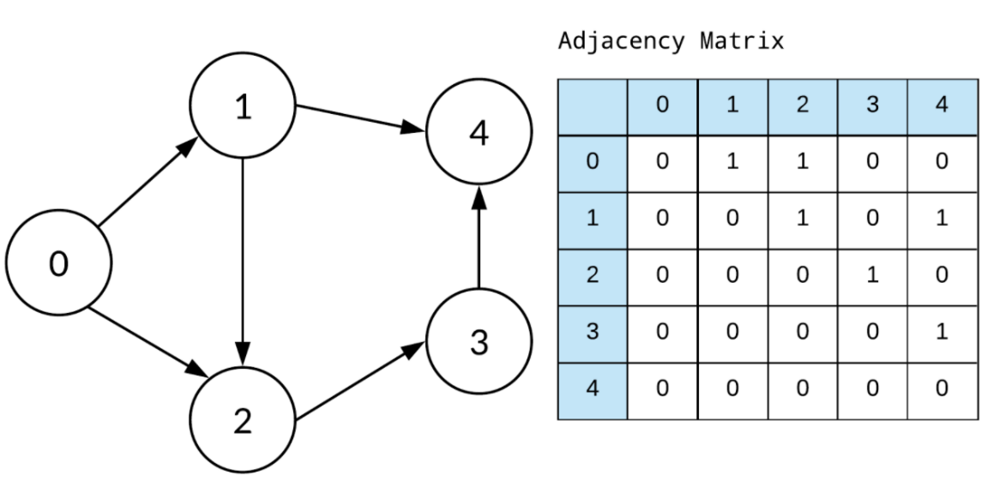 1
4
0
3
2
Adjacency Matrix
0 1 2 3 4
0 0 1 1 0 0
1 0 0 1 0 1
2 0 0 0 1 0
3 0 0 0 0 1
4 0 0 0 0 0